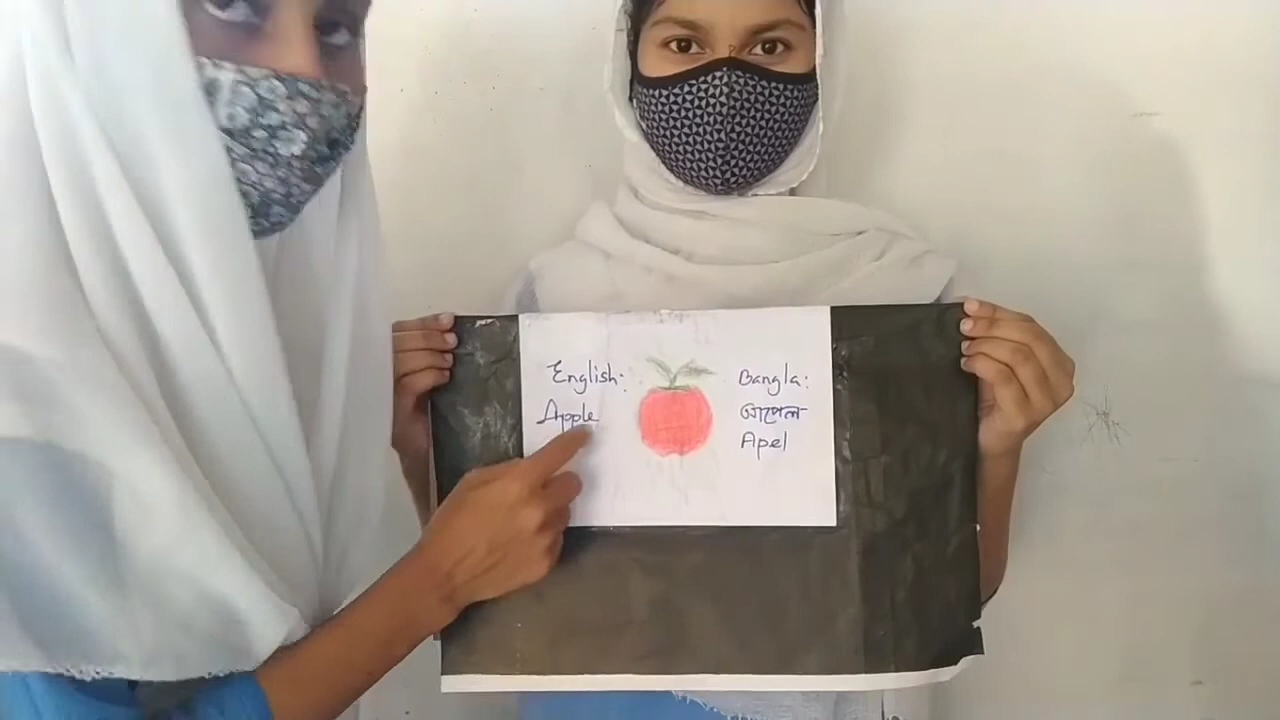 English:
Apple
Bangla:
আপেল
Apel